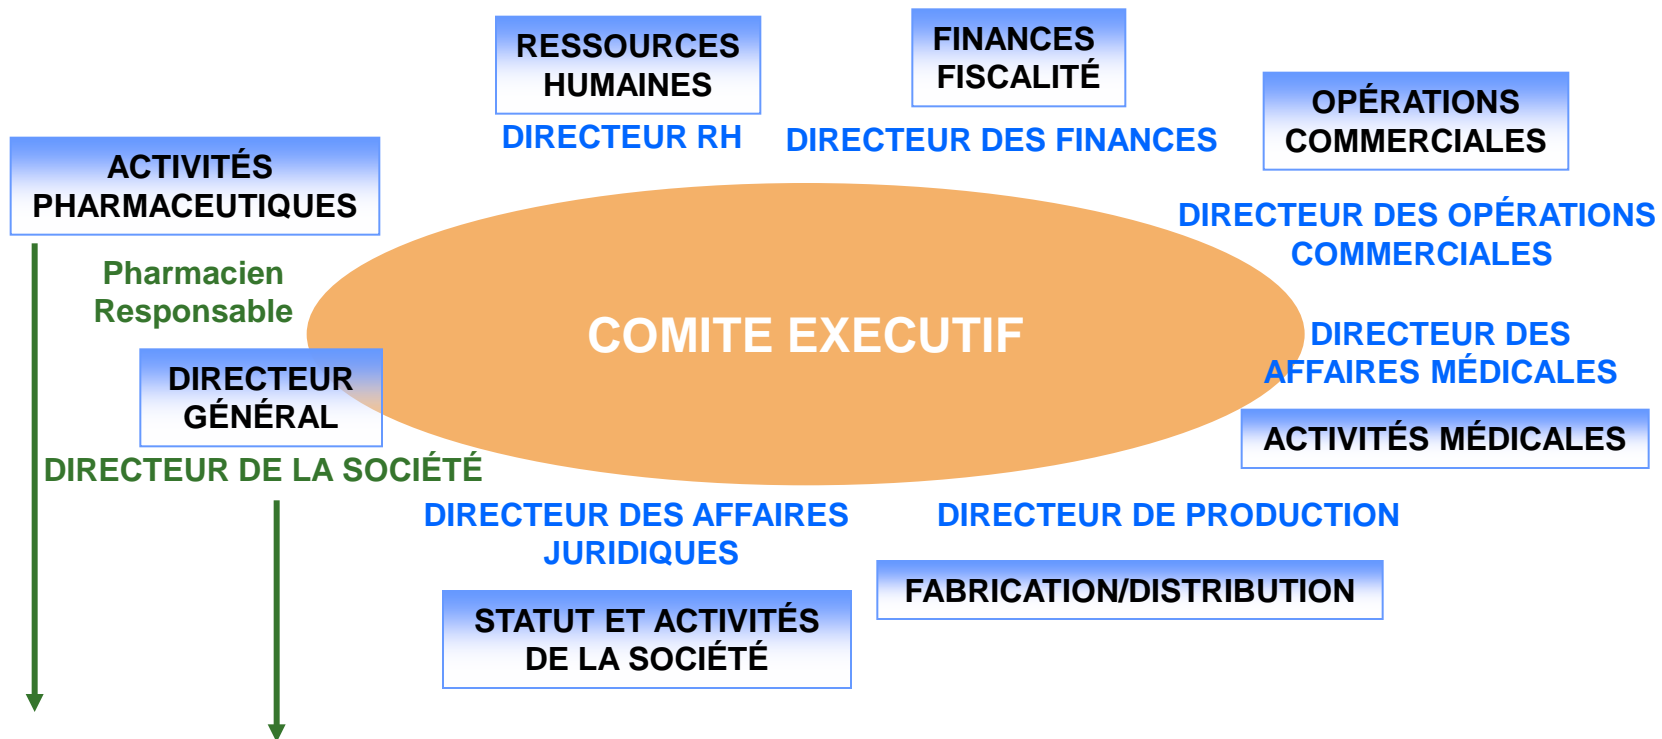 RESSOURCES
HUMAINES
DIRECTEUR RH
FINANCES
FISCALITÉ
DIRECTEUR DES FINANCES
OPÉRATIONS
COMMERCIALES
DIRECTEUR DES OPÉRATIONS
COMMERCIALES
ACTIVITÉS
PHARMACEUTIQUES
Pharmacien
Responsable
COMITE EXECUTIF
DIRECTEUR DES
AFFAIRES MÉDICALES
ACTIVITÉS MÉDICALES
DIRECTEUR
GÉNÉRAL
DIRECTEUR DE LA SOCIÉTÉ
DIRECTEUR DES AFFAIRES
JURIDIQUES
STATUT ET ACTIVITÉS
DE LA SOCIÉTÉ
DIRECTEUR DE PRODUCTION
FABRICATION/DISTRIBUTION